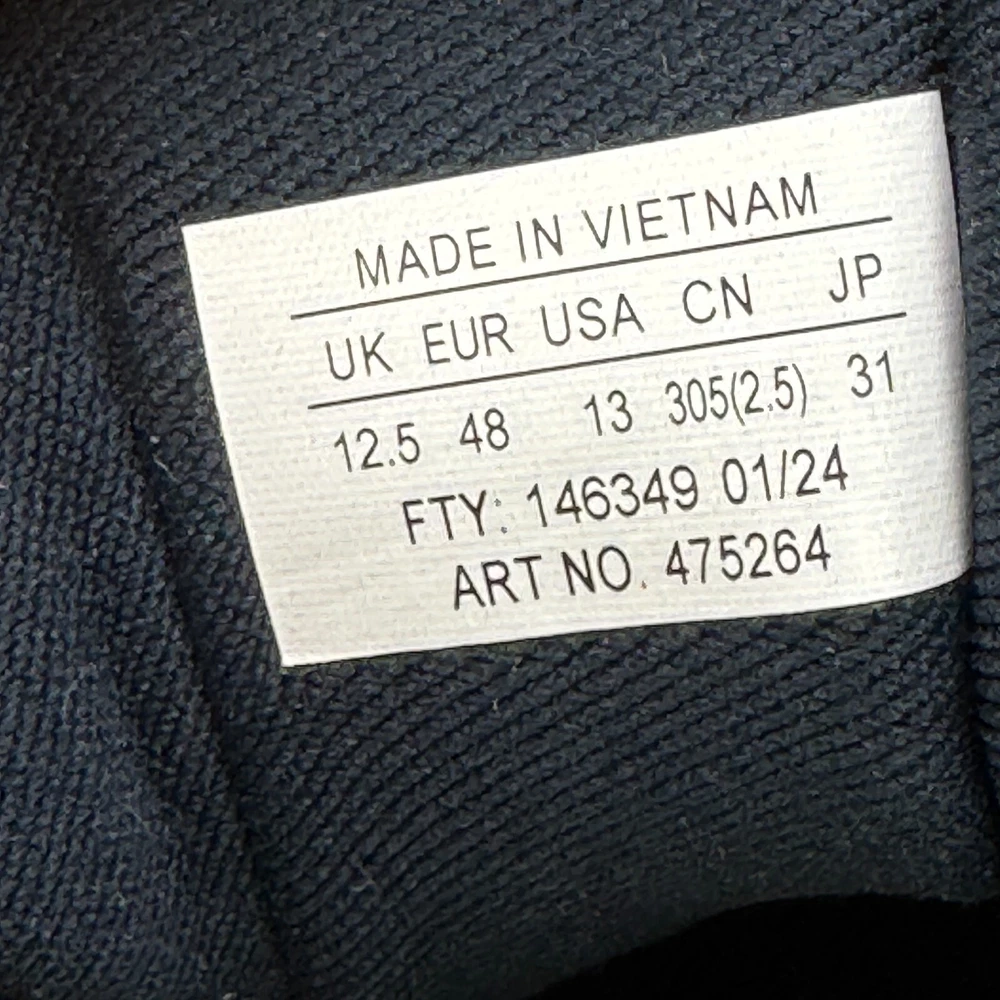 MADE IN VIETNAM
UK EUR USA CN JP
12.5 48 13 305(2.5) 31
FTY: 146349 01/24
ART NO. 475264